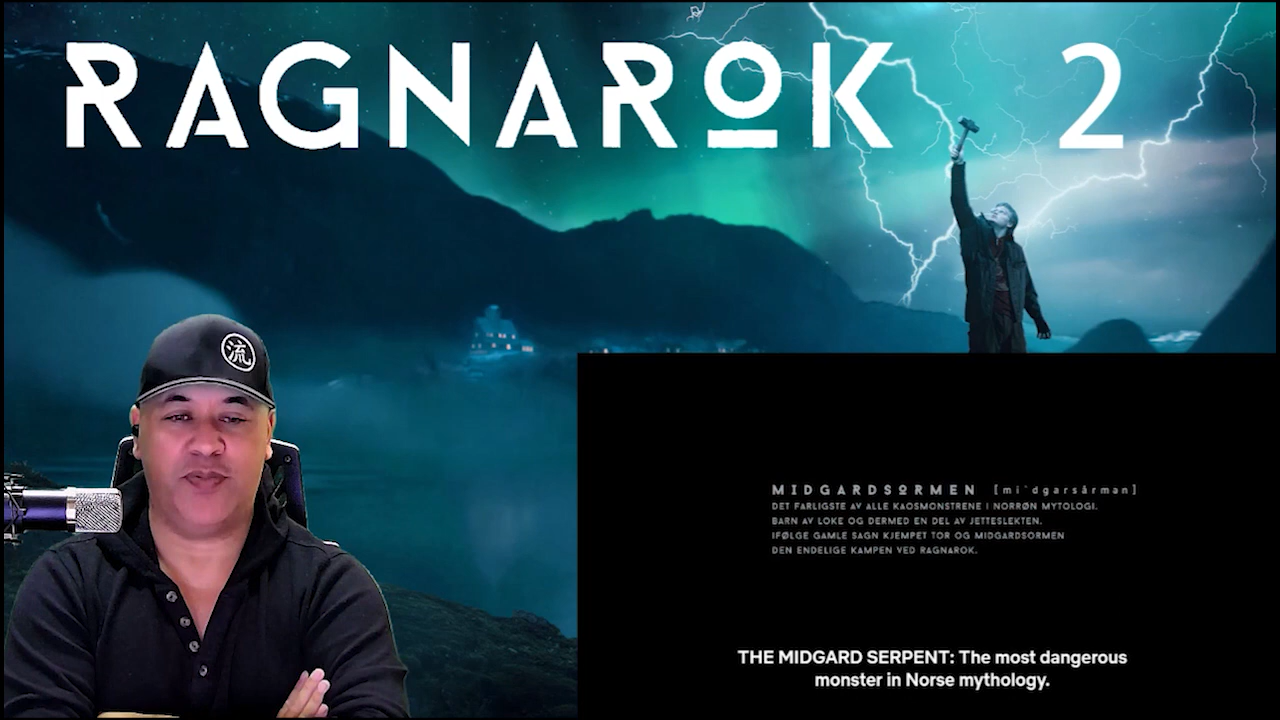 RAGNAROK 2
流
MIDGARDSORMEN [mi`dgarsårmən]
DET FARLIGSTE AV ALLE KAOSMONSTRENE I NORRØN MYTOLOGI.
BARN AV LOKE OG DERMED EN DEL AV JETTESLEKTEN.
IFØLGE GAMLE SAGN KJEMPET TOR OG MIDGARDSORMEN
DEN ENDELIGE KAMPEN VED RAGNAROK.
THE MIDGARD SERPENT: The most dangerous
monster in Norse mythology.